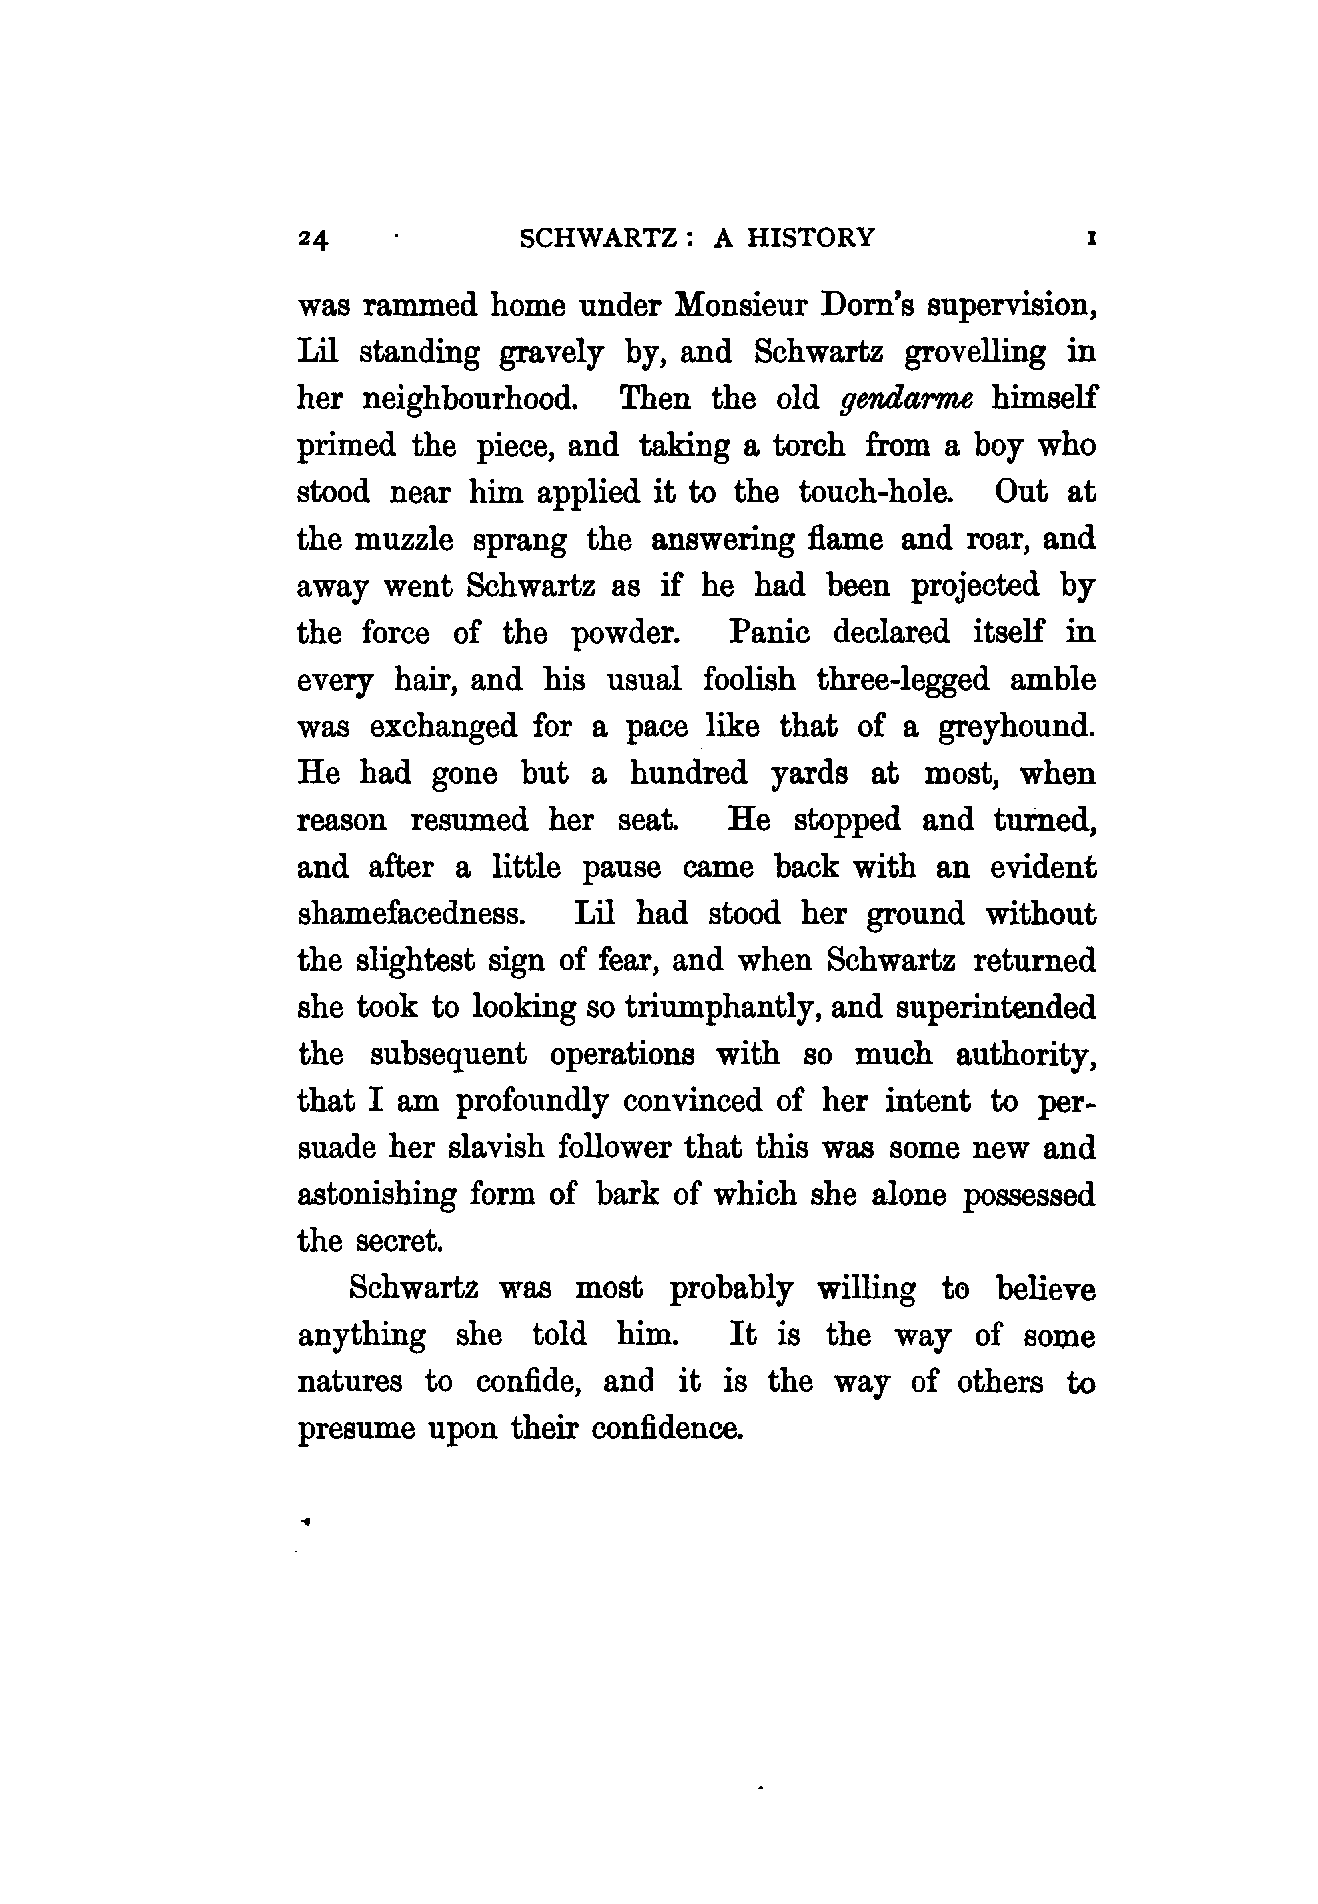 24 SCHWARTZ: A HISTORY I
was rammed home under Monsieur Dorn's supervision,
Lil standing gravely by, and Schwartz grovelling in
her neighbourhood. Then the old gendarme himself
primed the piece, and taking a torch from a boy who
stood near him applied it to the touch-hole. Out at
the muzzle sprang the answering flame and roar, and
away went Schwartz as if he had been projected by
the force of the powder. Panic declared itself in
every hair, and his usual foolish three-legged amble
was exchanged for a pace like that of a greyhound.
He had gone but a hundred yards at most, when
reason resumed her seat. He stopped and turned,
and after a little pause came back with an evident
shamefacedness. Lil had stood her ground without
the slightest sign of fear, and when Schwartz returned
she took to looking so triumphantly, and superintended
the subsequent operations with so much authority,
that I am profoundly convinced of her intent to per-
suade her slavish follower that this was some new and
astonishing form of bark of which she alone possessed
the secret.
Schwartz was most probably willing to believe
anything she told him. It is the way of some
natures to confide, and it is the way of others to
presume upon their confidence.